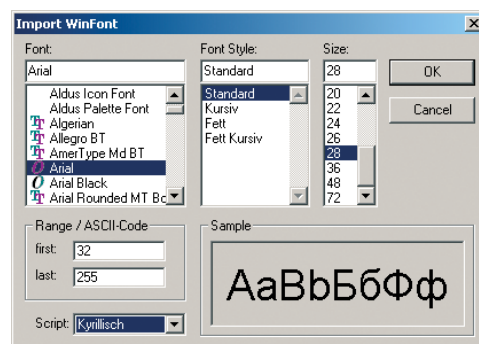 Import WinFont
Font:
Arial
Aldus Icon Font
Aldus Palette Font
Algerian
Allegro BT
AmerType Md BT
Arial
Arial Black
Arial Rounded MT Bc
Font Style:
Standard
Standard
Kursiv
Fett
Fett Kursiv
Size:
28
20
22
24
26
28
36
48
72
OK
Cancel
Range / ASCII-Code
first: 32
last: 255
Script: Kyrillisch
Sample
AaBbБбФф